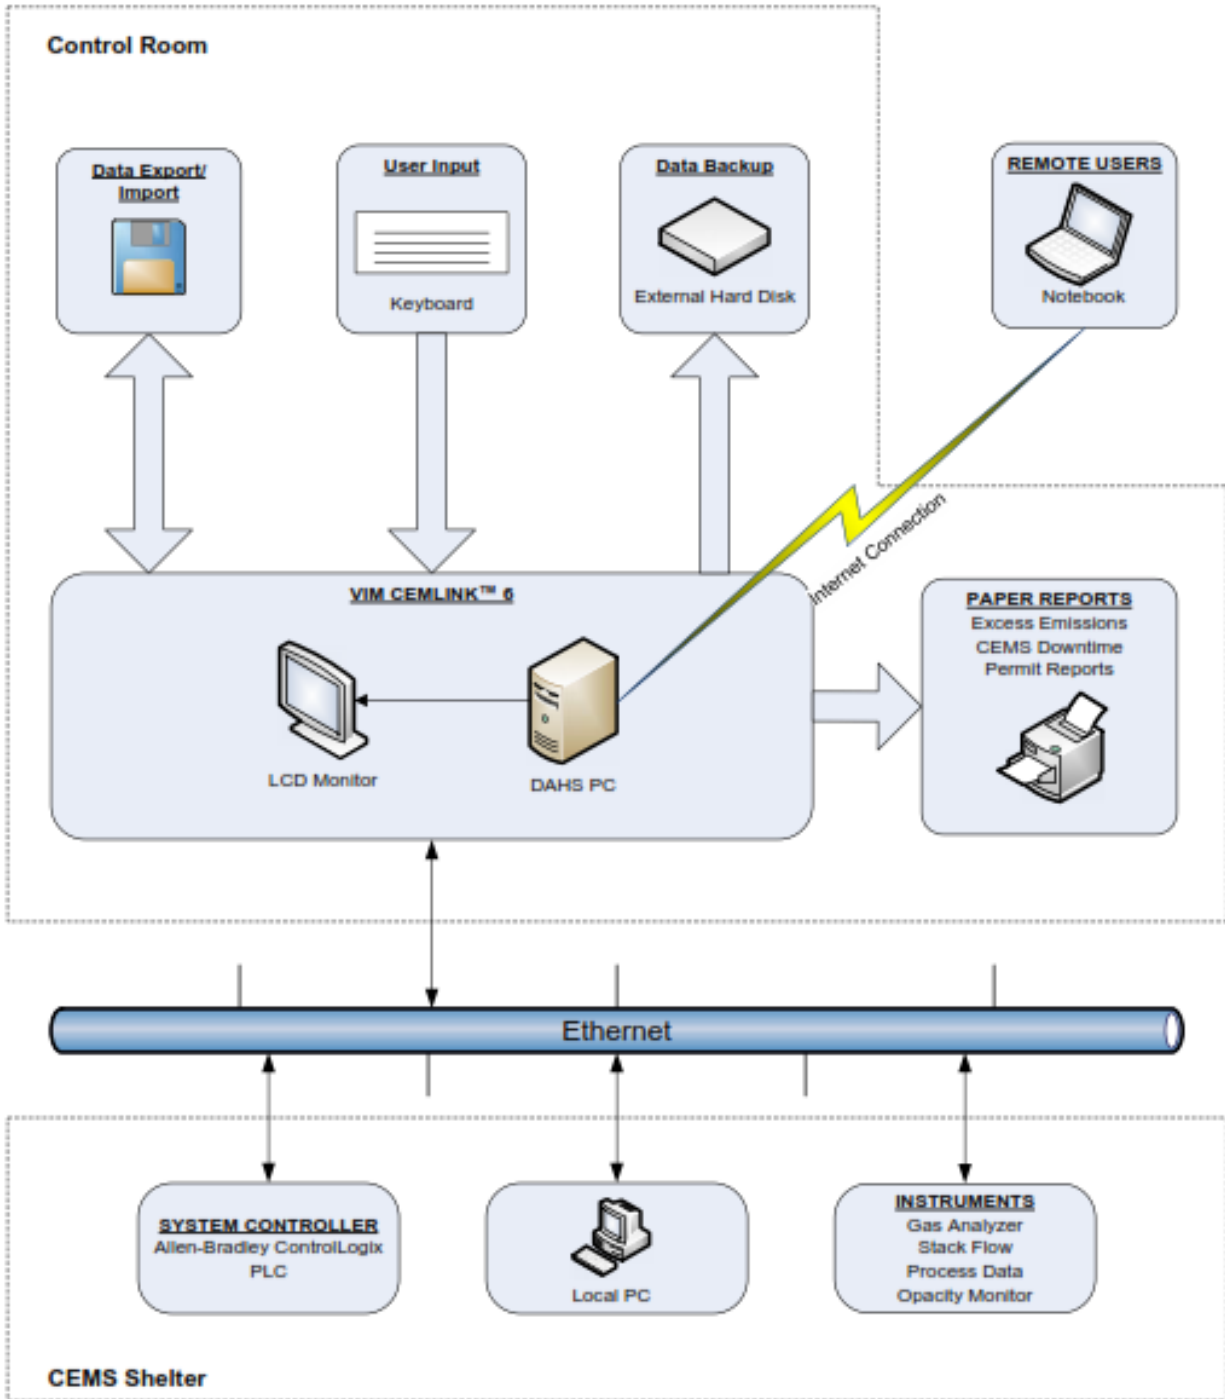 Control Room
Data Export/
Import
User Input
Keyboard
Data Backup
External Hard Disk
REMOTE USERS
Notebook
Internet Connection
VIM CEMLINK™ 6
LCD Monitor
DAHS PC
PAPER REPORTS
Excess Emissions
CEMS Downtime
Permit Reports
Ethernet
SYSTEM CONTROLLER
Allen-Bradley ControlLogix
PLC
Local PC
INSTRUMENTS
Gas Analyzer
Stack Flow
Process Data
Opacity Monitor
CEMS Shelter